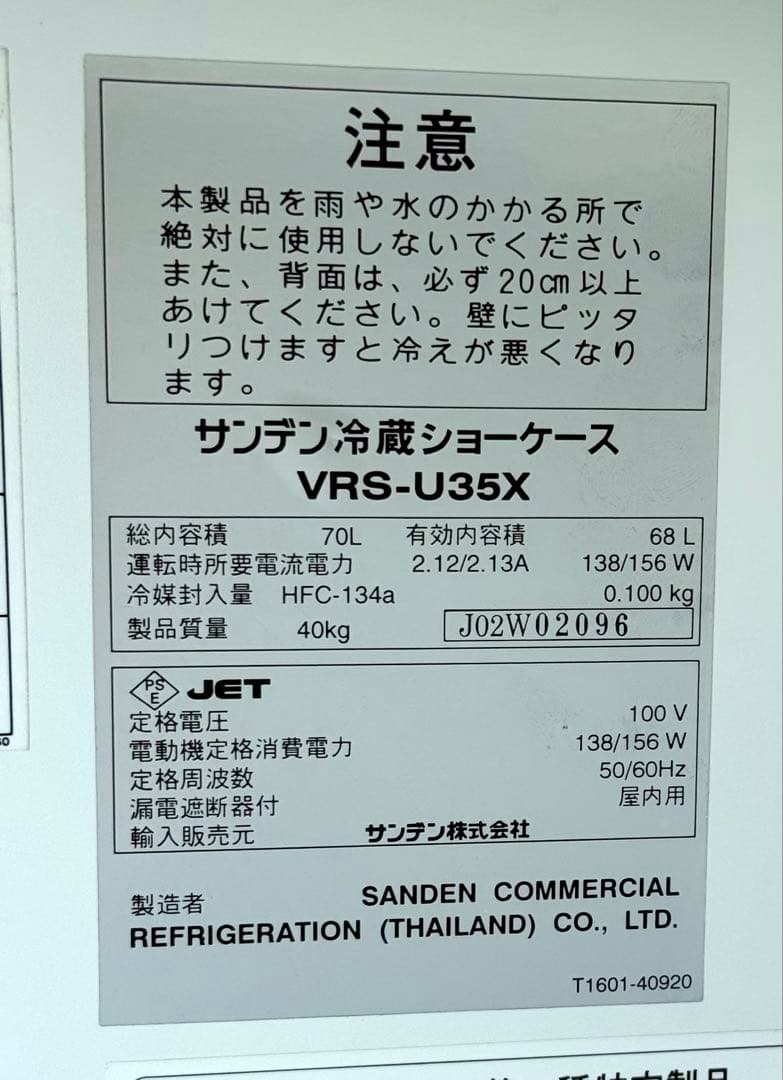 注意
本製品を雨や水のかかる所で
絶対に使用しないでください。
また、背面は、必ず20㎝以上
あけてください。壁にピッタ
リつけますと冷えが悪くなり
ます。
サンデン冷蔵ショーケース
VRS-U35X
総内容積 70L 有効内容積 68 L
運転時所要電流電力 2.12/2.13A 138/156 W
冷媒封入量 HFC-134a 0.100 kg
製品質量 40kg J02W02096
PSE JET
定格電圧 100 V
電動機定格消費電力 138/156 W
定格周波数 50/60Hz
漏電遮断器付 屋内用
輸入販売元 サンデン株式会社
製造者 SANDEN COMMERCIAL
REFRIGERATION (THAILAND) CO., LTD.
T1601-40920